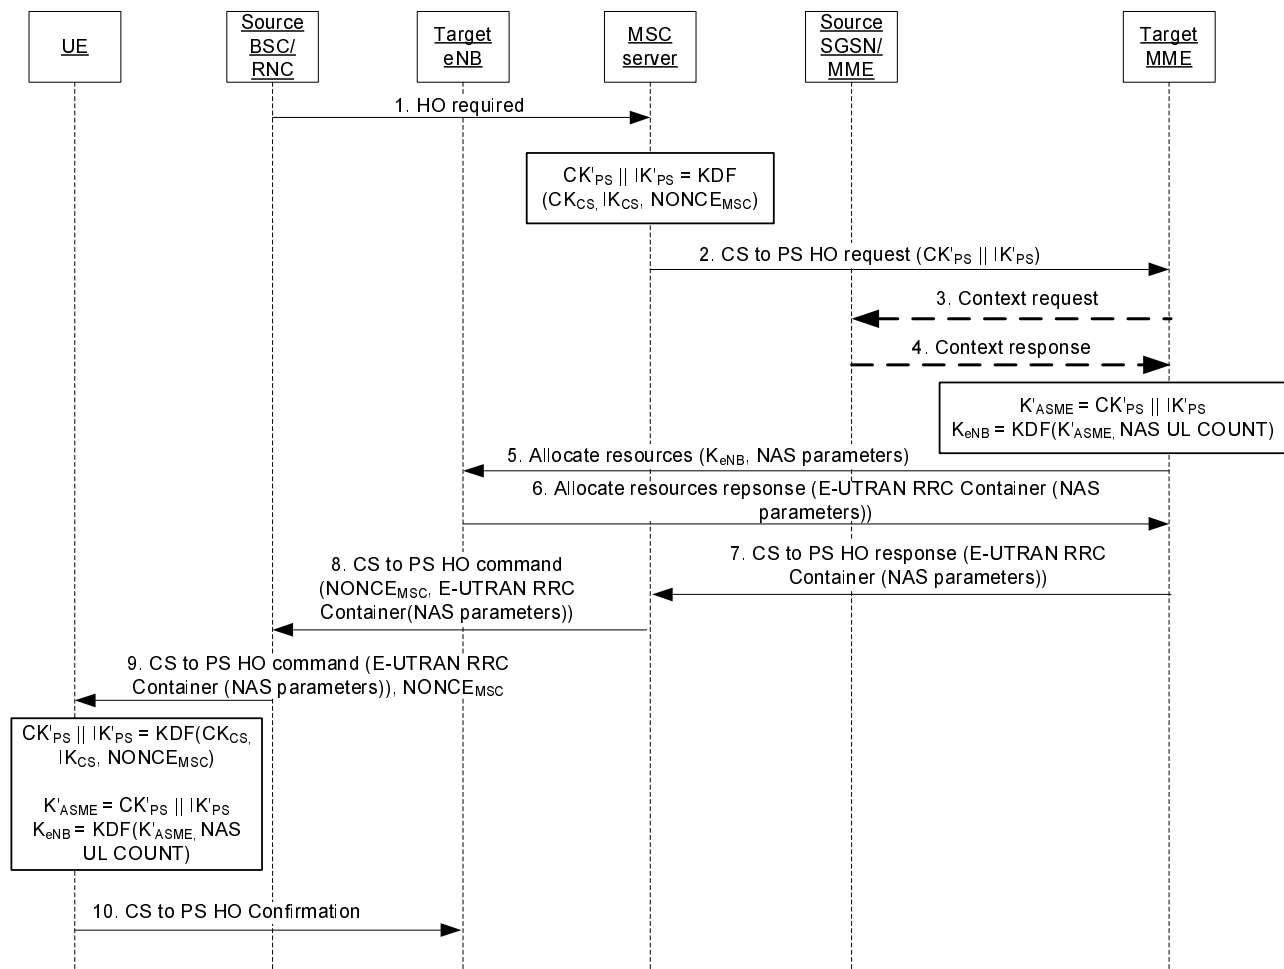 UE
Source
BSC/
RNC
Target
eNB
MSC
server
Source
SGSN/
MME
Target
MME
1. HO required
CK'PS || IK'PS = KDF
(CKCS, IKCS, NONCEMSC)
2. CS to PS HO request (CK'PS || IK'PS)
3. Context request
4. Context response
K'ASME = CK'PS || IK'PS
KeNB = KDF(K'ASME, NAS UL COUNT)
5. Allocate resources (KeNB, NAS parameters)
6. Allocate resources repsonse (E-UTRAN RRC Container (NAS
parameters))
7. CS to PS HO response (E-UTRAN RRC
Container (NAS parameters))
8. CS to PS HO command
(NONCEMSC, E-UTRAN RRC
Container(NAS parameters))
9. CS to PS HO command (E-UTRAN RRC
Container (NAS parameters)), NONCEMSC
CK'PS || IK'PS = KDF(CKCS,
IKCS, NONCEMSC)
K'ASME = CK'PS || IK'PS
KeNB = KDF(K'ASME, NAS
UL COUNT)
10. CS to PS HO Confirmation